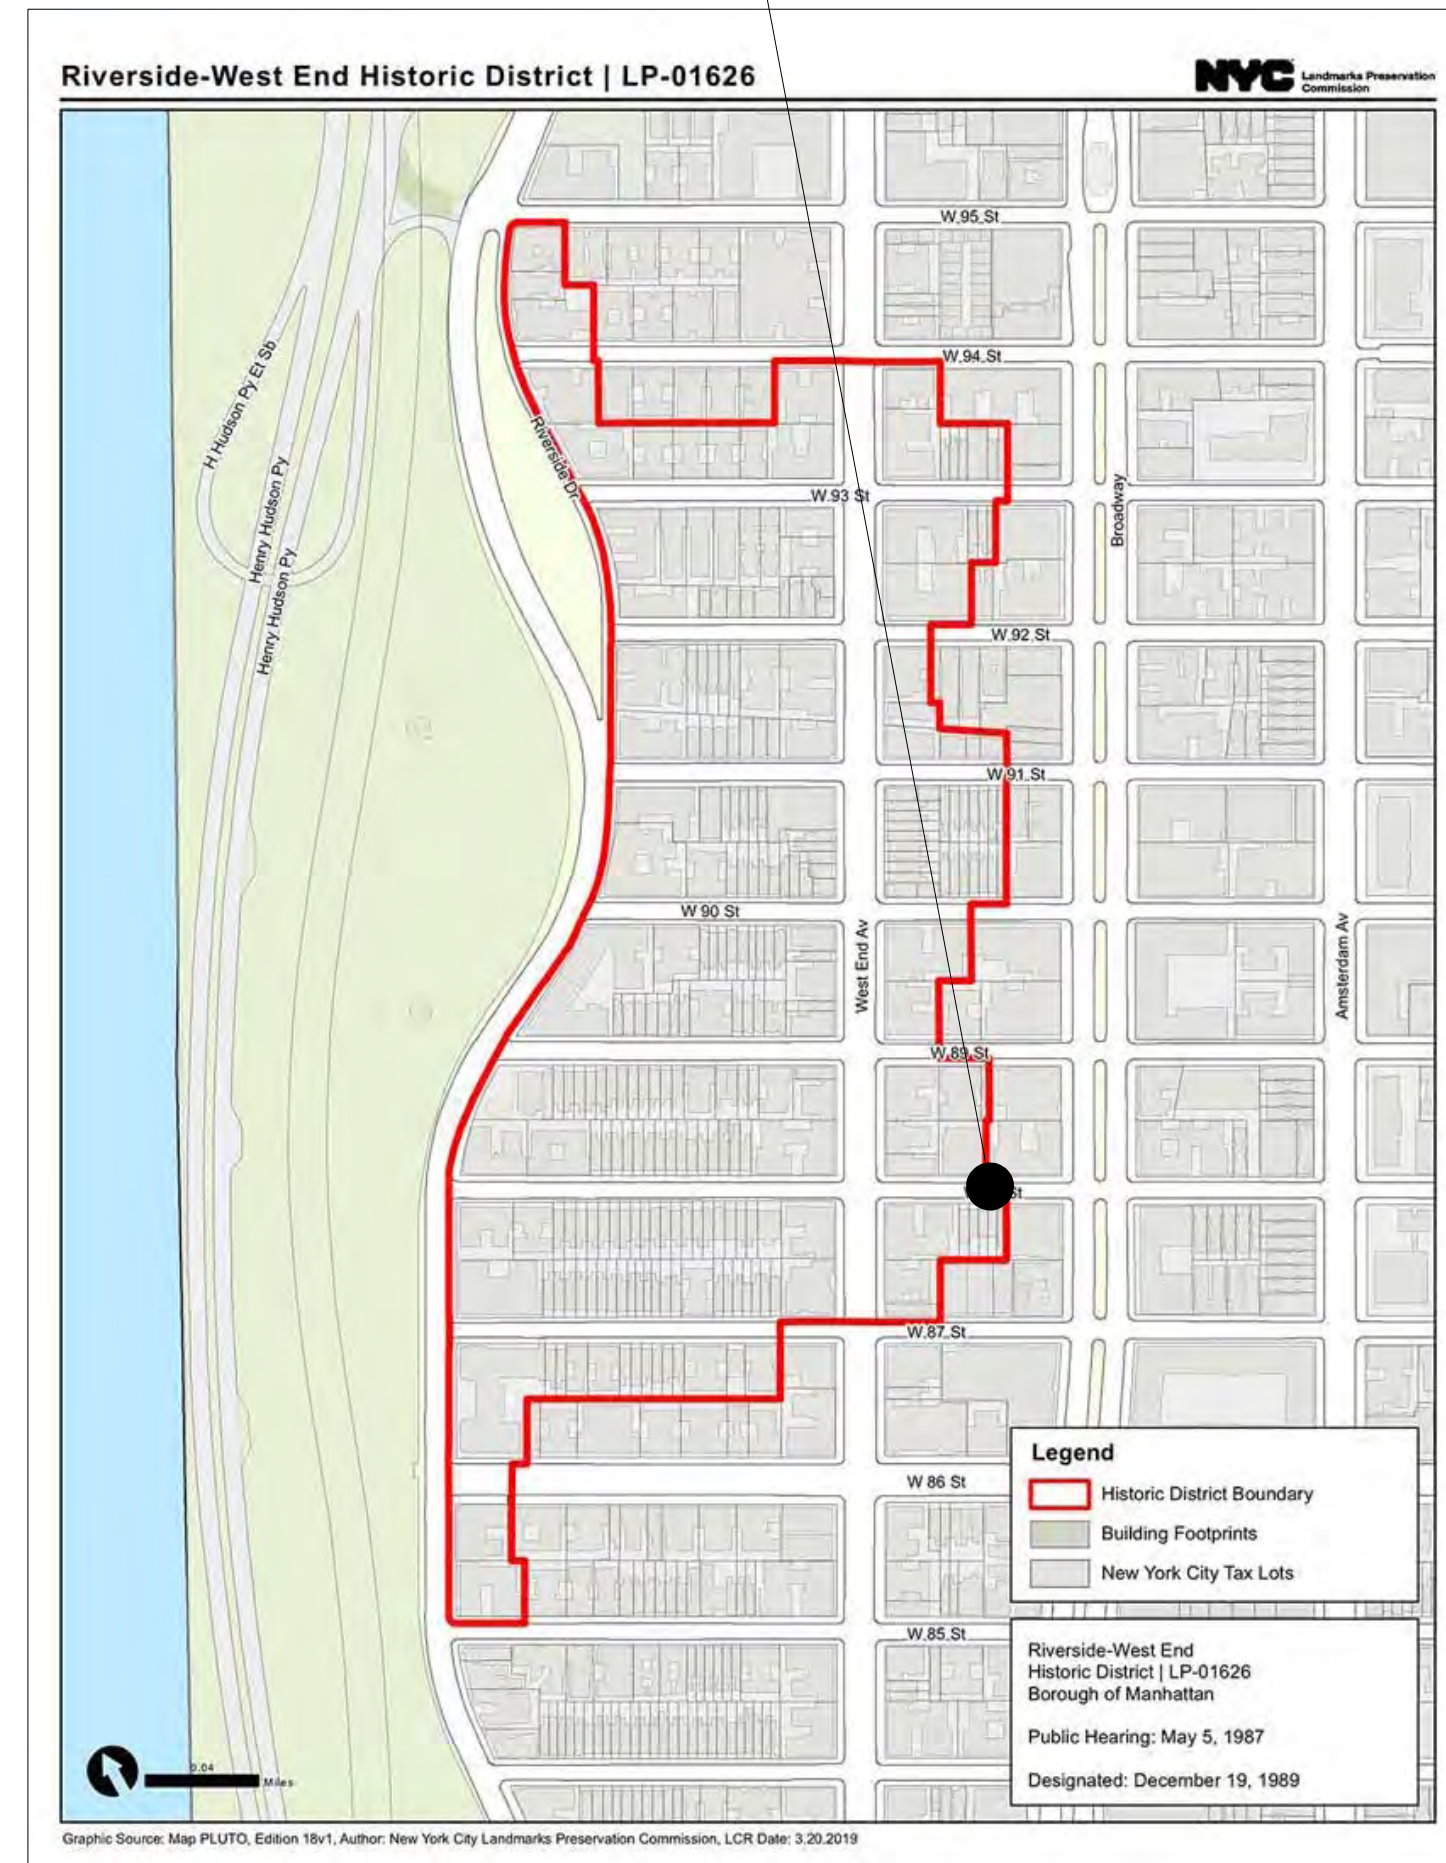 Riverside-West End Historic District | LP-01626
NYC Landmarks Preservation
Commission
W 95 St
W 94 St
H Hudson Py Et Sb
Riverside Dr
Henry Hudson Py
W 93 St
Broadway
Henry Hudson Py
W 92 St
W 91 St
W 90 St
West End Av
Amsterdam Av
W 89 St
St
W 87 St
W 86 St
W 85 St
Legend
Historic District Boundary
Building Footprints
New York City Tax Lots
Riverside-West End
Historic District | LP-01626
Borough of Manhattan
Public Hearing: May 5, 1987
Designated: December 19, 1989
0.04
Miles
Graphic Source: Map PLUTO, Edition 18v1, Author: New York City Landmarks Preservation Commission, LCR Date: 3.20.2019